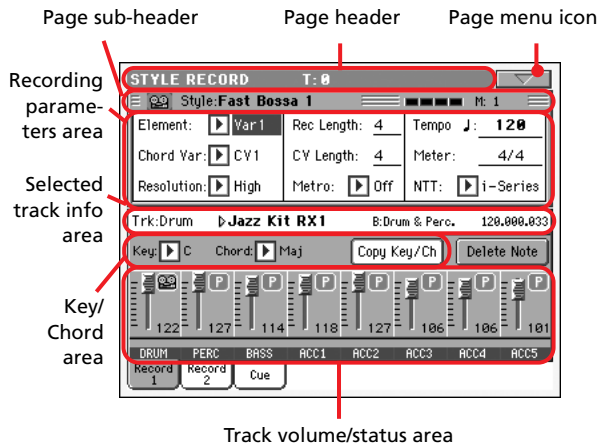 Page sub-header
Page header
Page menu icon
Recording parame-ters area
Selected track info area
Key/Chord area
STYLE RECORD T:0
Style:Fast Bossa 1 M: 1
Element: Var1 Rec Length: 4 Tempo ♩: 120
Chord Var: CV1 CV Length: 4 Meter: 4/4
Resolution: High Metro: Off NTT: i-Series
Trk:Drum ▷Jazz Kit RX1 B:Drum & Perc. 120.000.033
Key: C Chord: Maj Copy Key/Ch Delete Note
P P P P P P P
122 127 114 118 127 106 106 101
DRUM PERC BASS ACC1 ACC2 ACC3 ACC4 ACC5
Record 1 Record 2 Cue
Track volume/status area